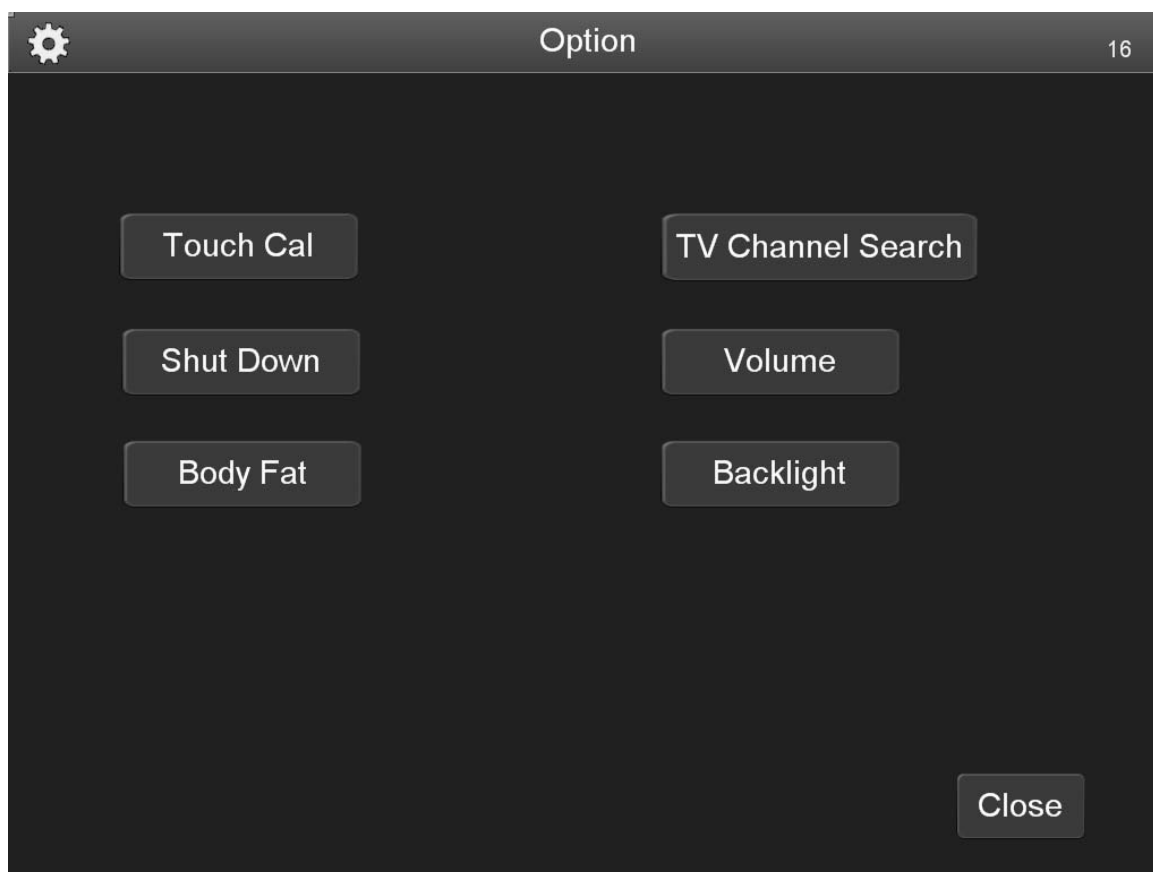 Option
16
Touch Cal
TV Channel Search
Shut Down
Volume
Body Fat
Backlight
Close